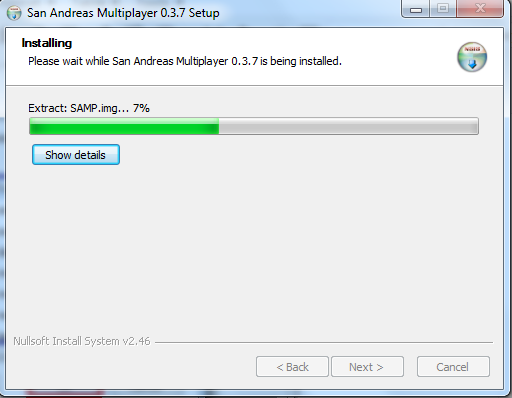 San Andreas Multiplayer 0.3.7 Setup
Installing
Please wait while San Andreas Multiplayer 0.3.7 is being installed.
Extract: SAMP.img... 7%
Show details
Nullsoft Install System v2.46
< Back
Next >
Cancel